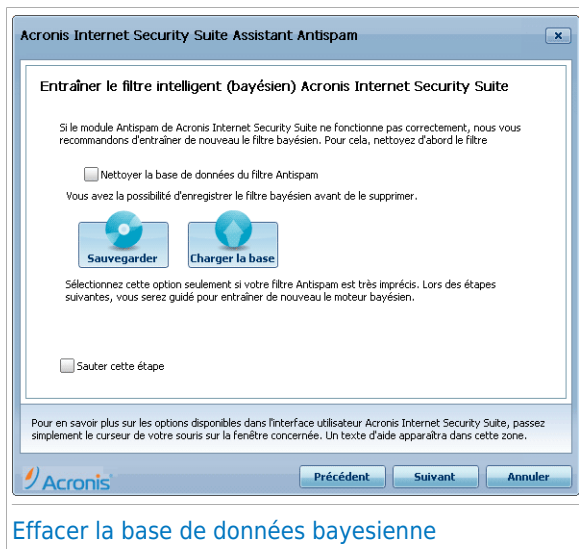 Acronis Internet Security Suite Assistant Antispam
Entraîner le filtre intelligent (bayésien) Acronis Internet Security Suite
Si le module Antispam de Acronis Internet Security Suite ne fonctionne pas correctement, nous vous
recommandons d'entraîner de nouveau le filtre bayésien. Pour cela, nettoyez d'abord le filtre
Nettoyer la base de données du filtre Antispam
Vous avez la possibilité d'enregistrer le filtre bayésien avant de le supprimer.
Sauvegarder
Charger la base
Sélectionnez cette option seulement si votre filtre Antispam est très imprécis. Lors des étapes
suivantes, vous serez guidé pour entraîner de nouveau le moteur bayésien.
Sauter cette étape
Pour en savoir plus sur les options disponibles dans l'interface utilisateur Acronis Internet Security Suite, passez
simplement le curseur de votre souris sur la fenêtre concernée. Un texte d'aide apparaîtra dans cette zone.
Acronis
Précédent
Suivant
Annuler
Effacer la base de données bayesienne